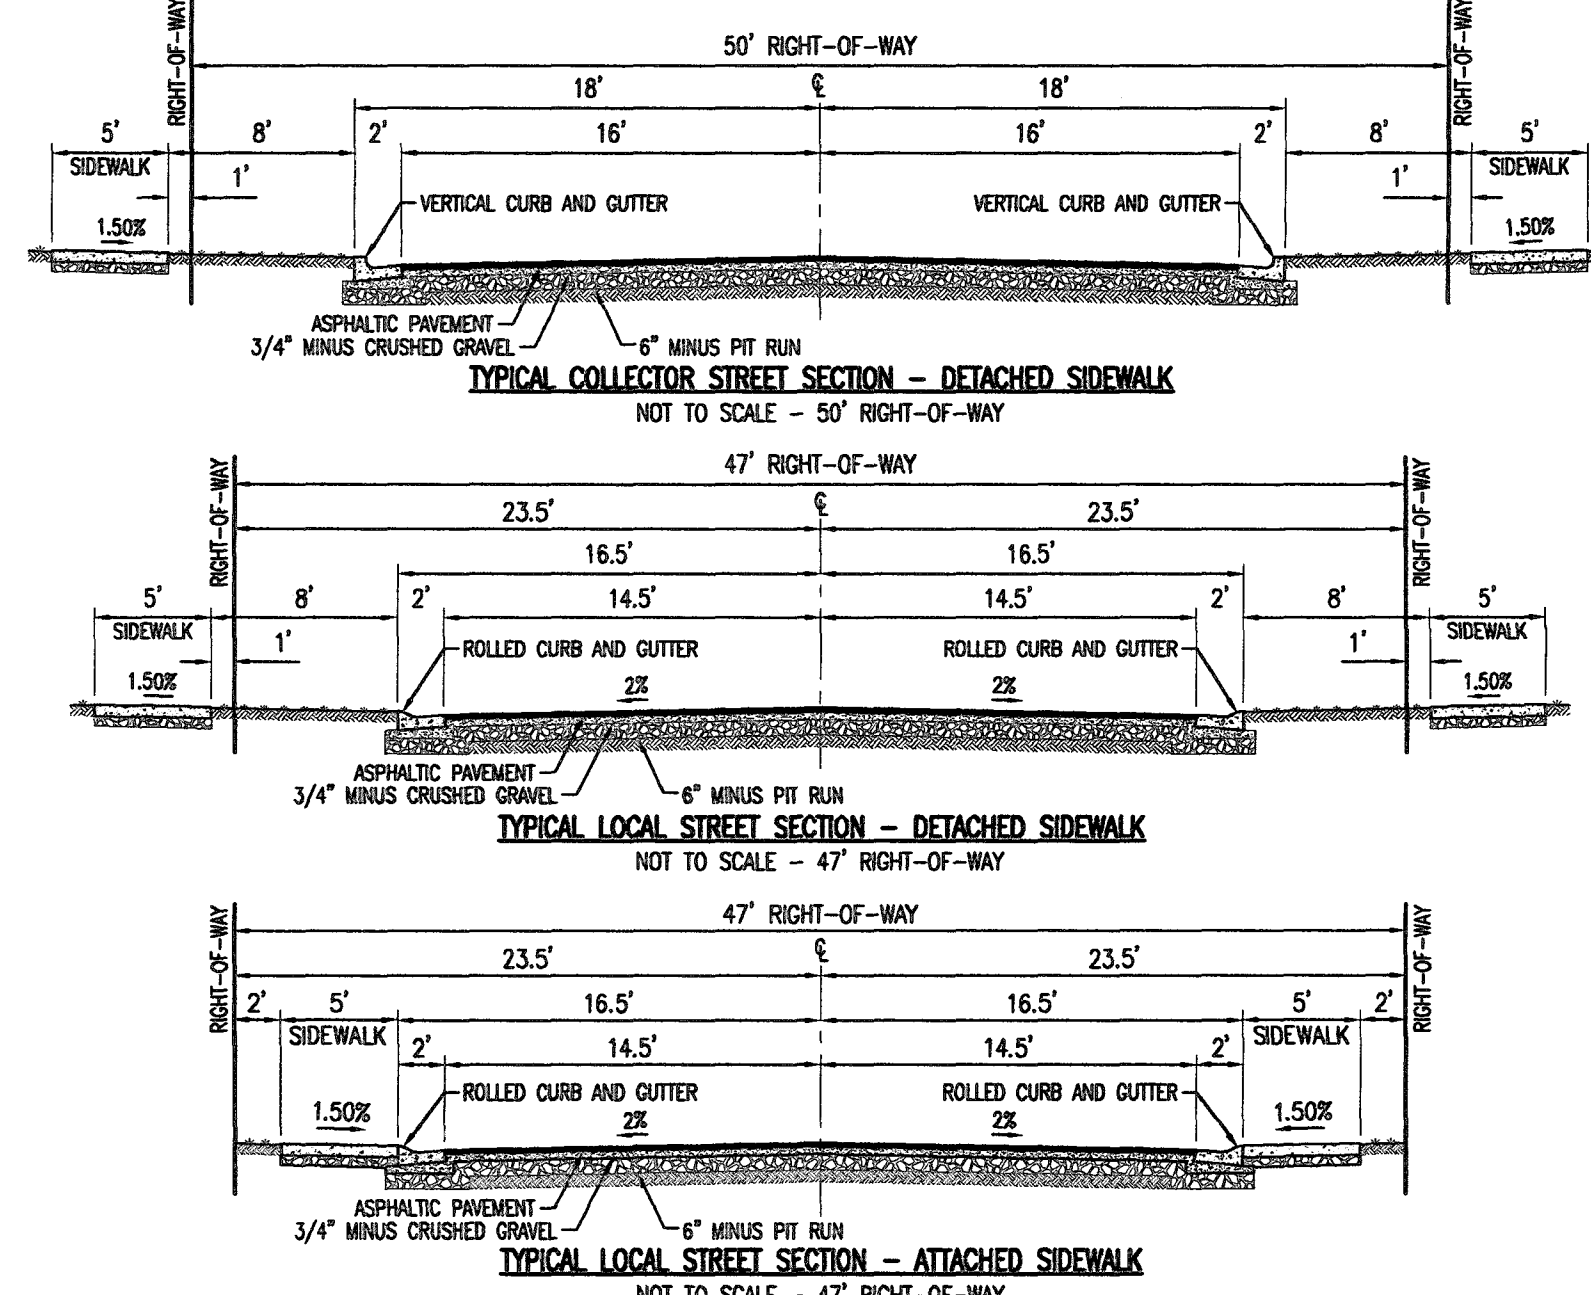 RIGHT-OF-WAY
RIGHT-OF-WAY
50' RIGHT-OF-WAY
18' ℄ 18'
5' 8' 2' 16' 16' 2' 8' 5'
SIDEWALK SIDEWALK
1' 1'
VERTICAL CURB AND GUTTER VERTICAL CURB AND GUTTER
1.50% 1.50%
ASPHALTIC PAVEMENT
3/4" MINUS CRUSHED GRAVEL 6" MINUS PIT RUN
TYPICAL COLLECTOR STREET SECTION - DETACHED SIDEWALK
NOT TO SCALE - 50' RIGHT-OF-WAY
RIGHT-OF-WAY
RIGHT-OF-WAY
47' RIGHT-OF-WAY
23.5' ℄ 23.5'
16.5' 16.5'
5' 8' 2' 14.5' 14.5' 2' 8' 5'
SIDEWALK SIDEWALK
1' 1'
ROLLED CURB AND GUTTER ROLLED CURB AND GUTTER
1.50% 2% 2% 1.50%
ASPHALTIC PAVEMENT
3/4" MINUS CRUSHED GRAVEL 6" MINUS PIT RUN
TYPICAL LOCAL STREET SECTION - DETACHED SIDEWALK
NOT TO SCALE - 47' RIGHT-OF-WAY
RIGHT-OF-WAY
RIGHT-OF-WAY
47' RIGHT-OF-WAY
23.5' ℄ 23.5'
2' 5' 16.5' 16.5' 5' 2'
SIDEWALK SIDEWALK
2' 14.5' 14.5' 2'
ROLLED CURB AND GUTTER ROLLED CURB AND GUTTER
1.50% 2% 2% 1.50%
ASPHALTIC PAVEMENT
3/4" MINUS CRUSHED GRAVEL 6" MINUS PIT RUN
TYPICAL LOCAL STREET SECTION - ATTACHED SIDEWALK
NOT TO SCALE - 47' RIGHT-OF-WAY